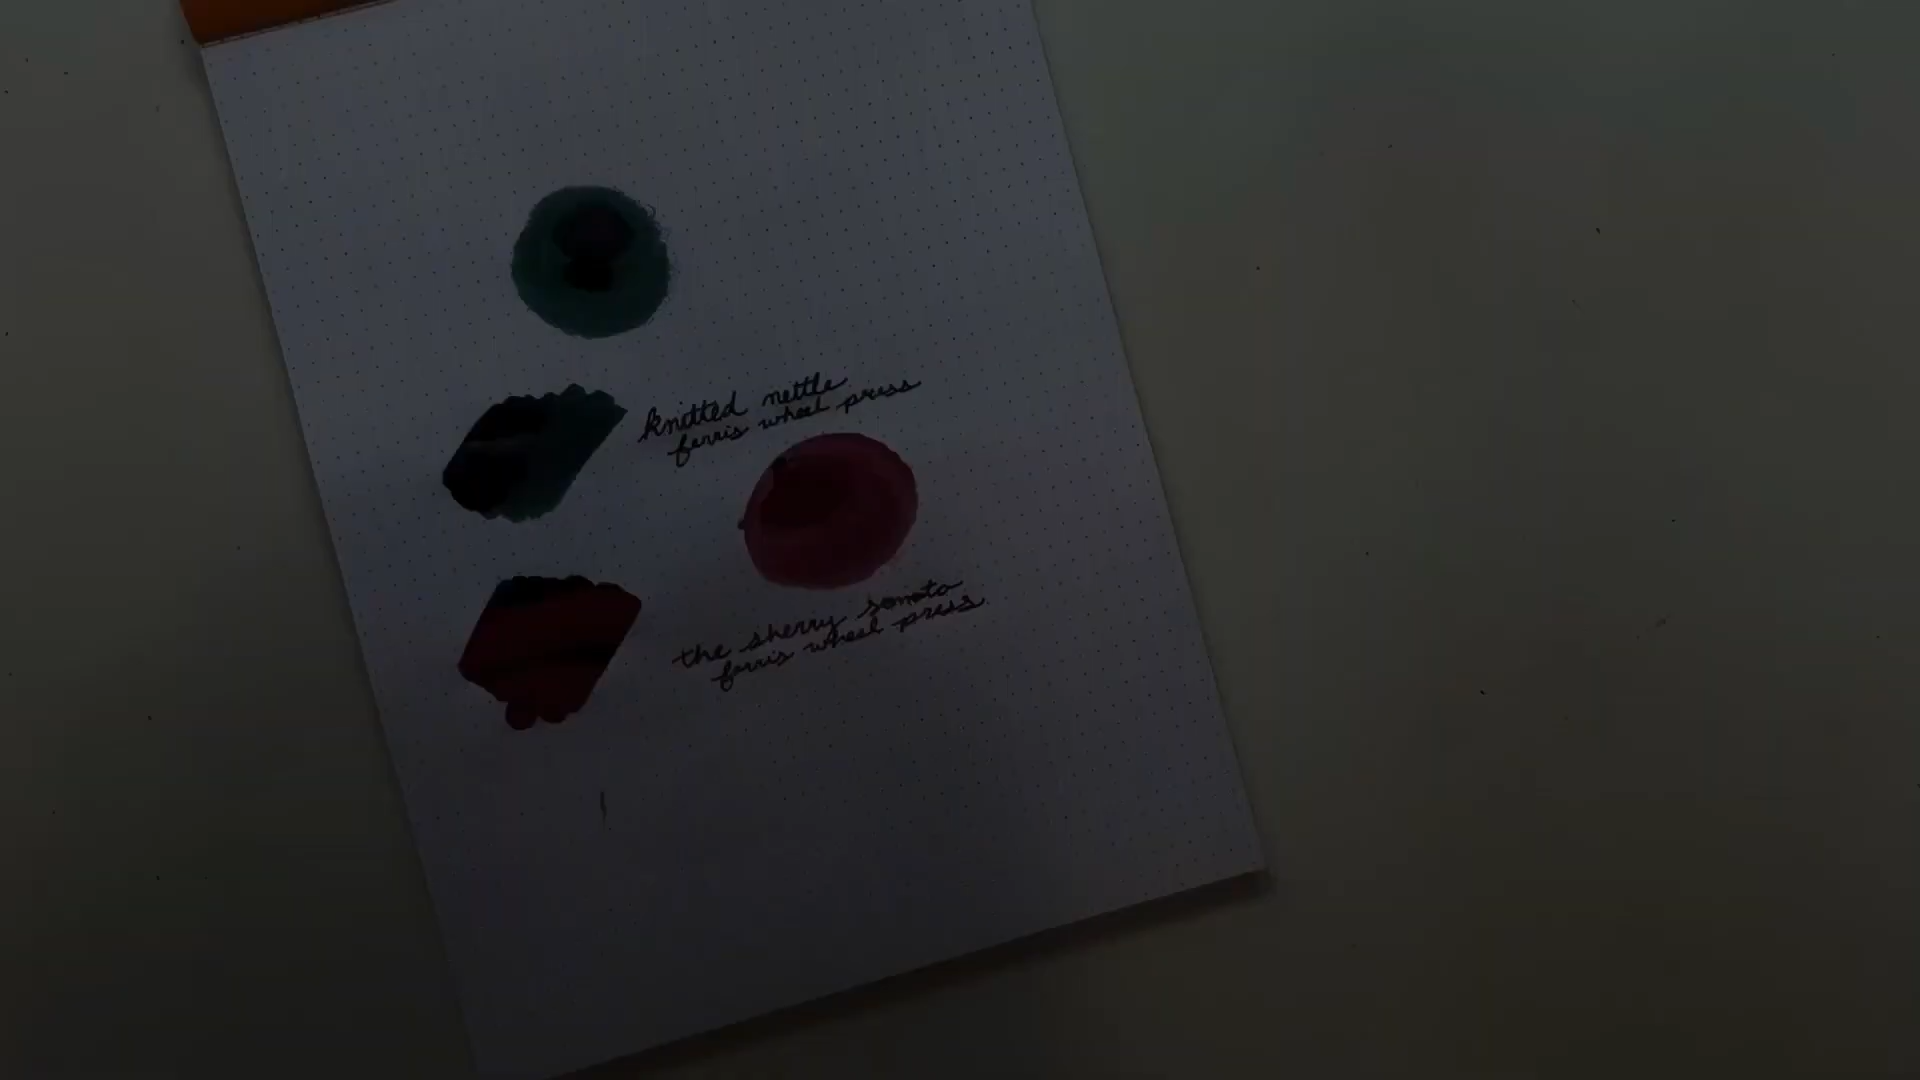 knitted nettle
ferris wheel press
the sherry sonata
ferris wheel press